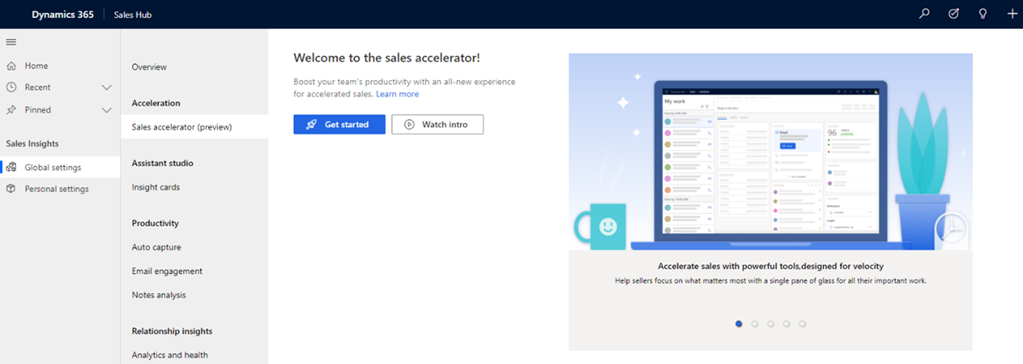 Dynamics 365
Sales Hub
Home
Recent
Pinned
Sales Insights
Global settings
Personal settings
Overview
Acceleration
Sales accelerator (preview)
Assistant studio
Insight cards
Productivity
Auto capture
Email engagement
Notes analysis
Relationship insights
Analytics and health
Welcome to the sales accelerator!
Boost your team's productivity with an all-new experience
for accelerated sales. Learn more
Get started
Watch intro
My work
96
Accelerate sales with powerful tools,designed for velocity
Help sellers focus on what matters most with a single pane of glass for all their important work.